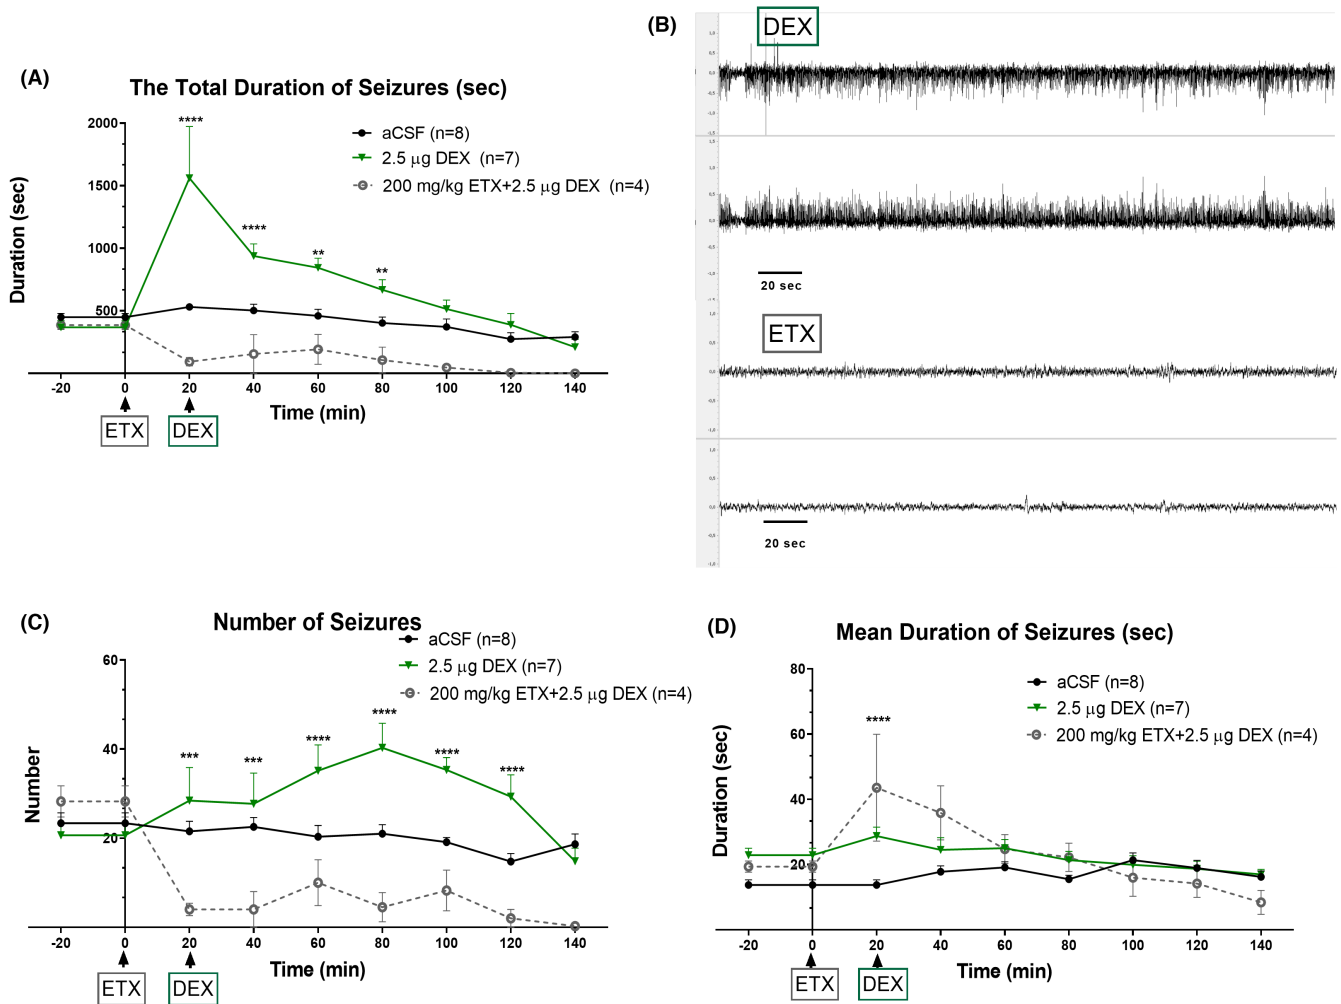 (A)
The Total Duration of Seizures (sec)
2000
1500
1000
500
Duration (sec)
****
****
**
**
aCSF (n=8)
2.5 µg DEX (n=7)
200 mg/kg ETX+2.5 µg DEX (n=4)
-20 0 20 40 60 80 100 120 140
Time (min)
ETX DEX
(B)
DEX
20 sec
ETX
20 sec
(C)
Number of Seizures
aCSF (n=8)
2.5 µg DEX (n=7)
200 mg/kg ETX+2.5 µg DEX (n=4)
60
40
20
Number
***
***
****
****
****
****
-20 0 20 40 60 80 100 120 140
Time (min)
ETX DEX
(D)
Mean Duration of Seizures (sec)
80
60
40
20
Duration (sec)
****
aCSF (n=8)
2.5 µg DEX (n=7)
200 mg/kg ETX+2.5 µg DEX (n=4)
-20 0 20 40 60 80 100 120 140
Time (min)
ETX DEX